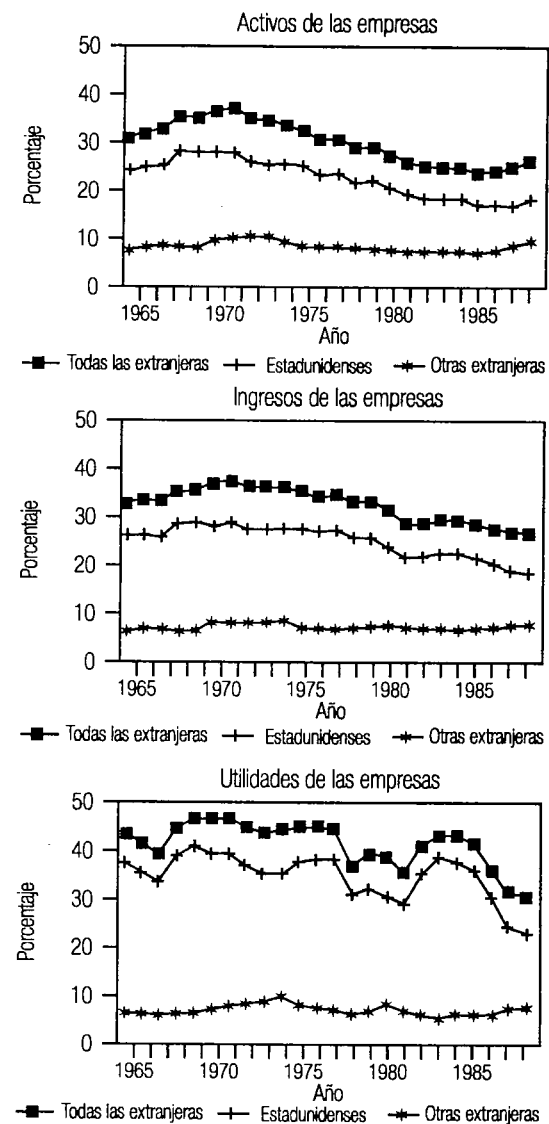 Activos de las empresas
50
40
30
20
10
0
Porcentaje
1965 1970 1975 1980 1985
Año
Todas las extranjeras Estadunidenses Otras extranjeras
Ingresos de las empresas
50
40
30
20
10
0
Porcentaje
1965 1970 1975 1980 1985
Año
Todas las extranjeras Estadunidenses Otras extranjeras
Utilidades de las empresas
50
40
30
20
10
0
Porcentaje
1965 1970 1975 1980 1985
Año
Todas las extranjeras Estadunidenses Otras extranjeras